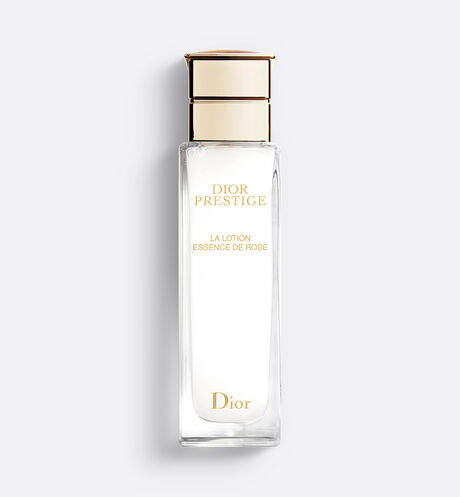 DIOR
PRESTIGE
LA LOTION
ESSENCE DE ROSE
Dior